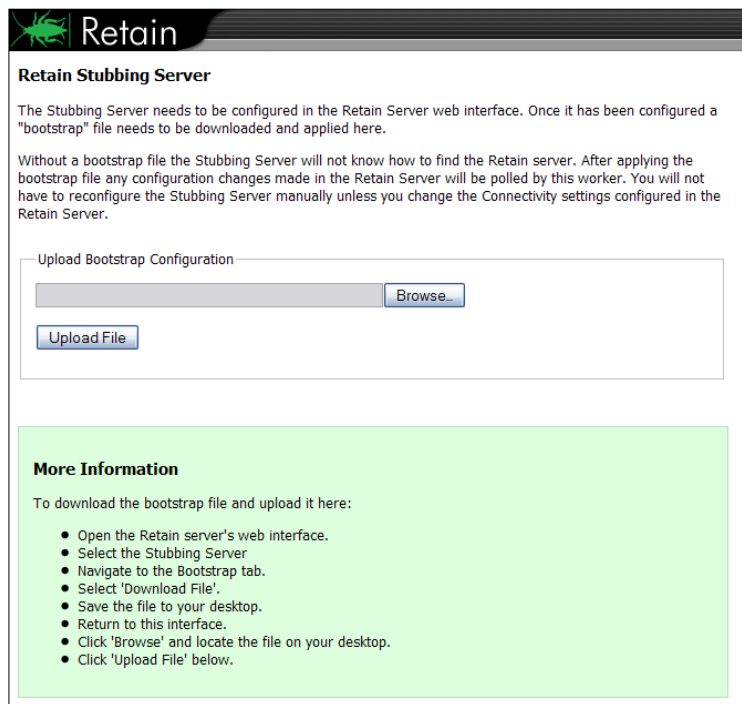 Retain
Retain Stubbing Server
The Stubbing Server needs to be configured in the Retain Server web interface. Once it has been configured a
"bootstrap" file needs to be downloaded and applied here.
Without a bootstrap file the Stubbing Server will not know how to find the Retain server. After applying the
bootstrap file any configuration changes made in the Retain Server will be polled by this worker. You will not
have to reconfigure the Stubbing Server manually unless you change the Connectivity settings configured in the
Retain Server.
Upload Bootstrap Configuration
Browse...
Upload File
More Information
To download the bootstrap file and upload it here:
● Open the Retain server's web interface.
● Select the Stubbing Server
● Navigate to the Bootstrap tab.
● Select 'Download File'.
● Save the file to your desktop.
● Return to this interface.
● Click 'Browse' and locate the file on your desktop.
● Click 'Upload File' below.